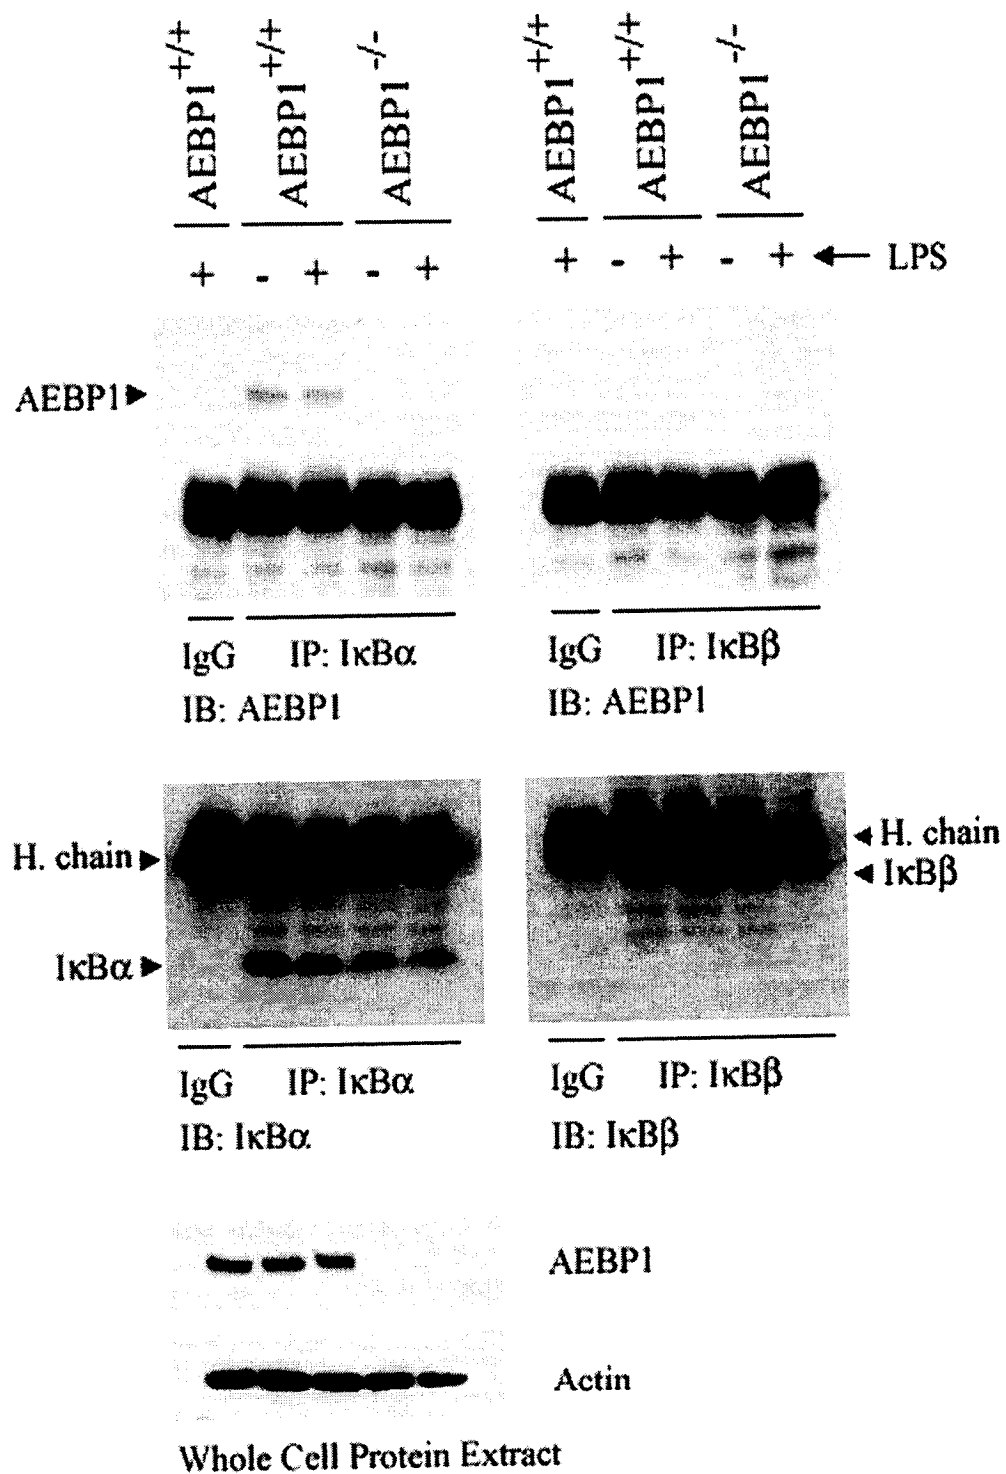 AEBP1+/+ AEBP1+/+ AEBP1-/- AEBP1+/+ AEBP1+/+ AEBP1-/-
+ - + - + + - + - + LPS
AEBP1
IgG IP: IκBα IgG IP: IκBβ
IB: AEBP1 IB: AEBP1
H. chain H. chain
IκBβ
IκBα
IgG IP: IκBα IgG IP: IκBβ
IB: IκBα IB: IκBβ
AEBP1
Actin
Whole Cell Protein Extract